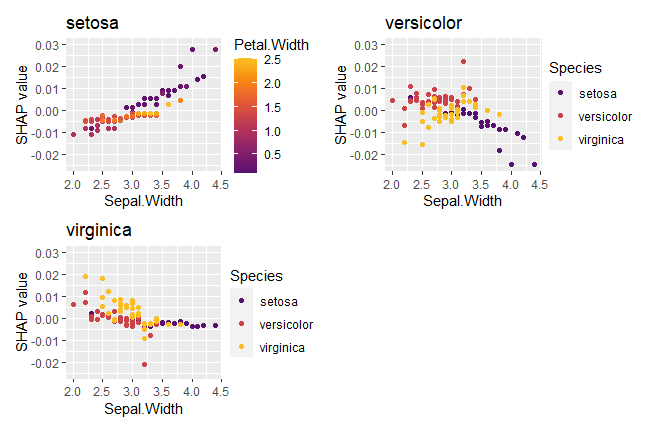 setosa
SHAP value
0.03
0.02
0.01
0.00
-0.01
-0.02
2.0 2.5 3.0 3.5 4.0 4.5
Sepal.Width
Petal.Width
2.5
2.0
1.5
1.0
0.5
versicolor
SHAP value
0.03
0.02
0.01
0.00
-0.01
-0.02
2.0 2.5 3.0 3.5 4.0 4.5
Sepal.Width
Species
setosa
versicolor
virginica
virginica
SHAP value
0.03
0.02
0.01
0.00
-0.01
-0.02
2.0 2.5 3.0 3.5 4.0 4.5
Sepal.Width
Species
setosa
versicolor
virginica